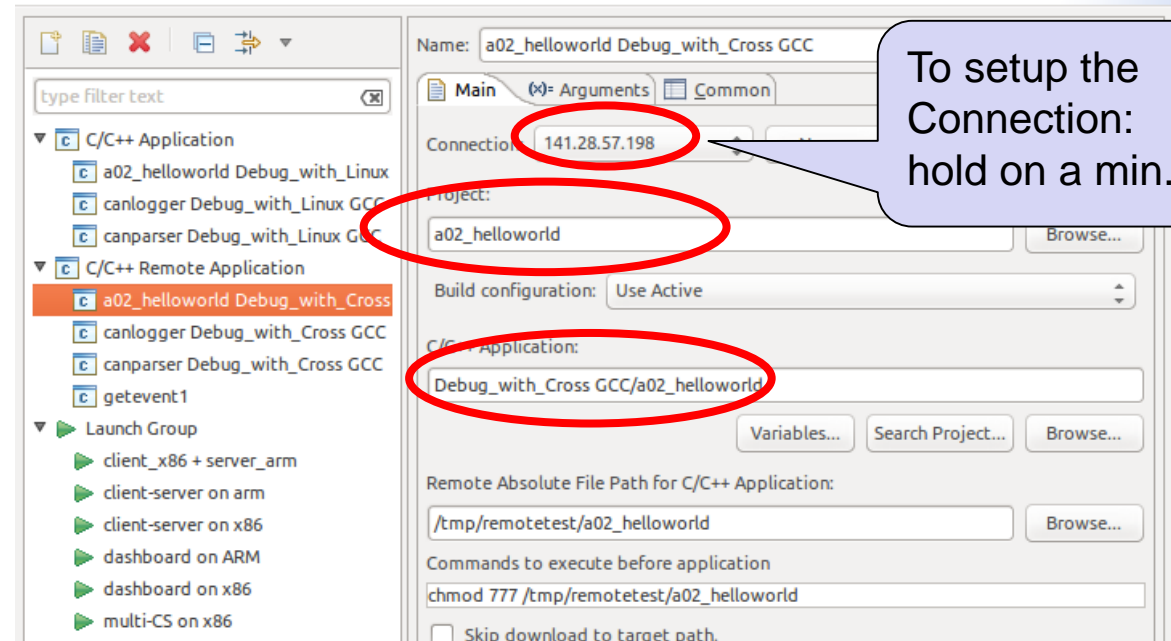 Name: a02_helloworld Debug_with_Cross GCC
type filter text
C/C++ Application
a02_helloworld Debug_with_Linux
canlogger Debug_with_Linux GCC
canparser Debug_with_Linux GCC
C/C++ Remote Application
a02_helloworld Debug_with_Cross
canlogger Debug_with_Cross GCC
canparser Debug_with_Cross GCC
getevent1
Launch Group
client_x86 + server_arm
client-server on arm
client-server on x86
dashboard on ARM
dashboard on x86
multi-CS on x86
Main (x)= Arguments Common
Connection: 141.28.57.198
To setup the
Connection:
hold on a min.
Project:
a02_helloworld Browse...
Build configuration: Use Active
C/C++ Application:
Debug_with_Cross GCC/a02_helloworld
Variables... Search Project... Browse...
Remote Absolute File Path for C/C++ Application:
/tmp/remotetest/a02_helloworld Browse...
Commands to execute before application
chmod 777 /tmp/remotetest/a02_helloworld
Skip download to target path.